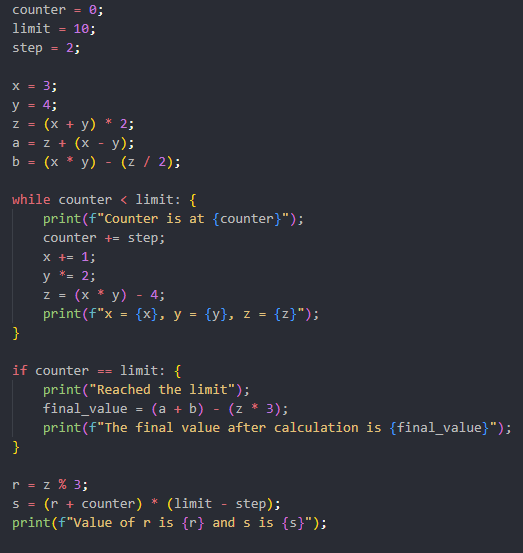 counter = 0;
limit = 10;
step = 2;

x = 3;
y = 4;
z = (x + y) * 2;
a = z + (x - y);
b = (x * y) - (z / 2);

while counter < limit: {
    print(f"Counter is at {counter}");
    counter += step;
    x += 1;
    y *= 2;
    z = (x * y) - 4;
    print(f"x = {x}, y = {y}, z = {z}");
}

if counter == limit: {
    print("Reached the limit");
    final_value = (a + b) - (z * 3);
    print(f"The final value after calculation is {final_value}");
}

r = z % 3;
s = (r + counter) * (limit - step);
print(f"Value of r is {r} and s is {s}");